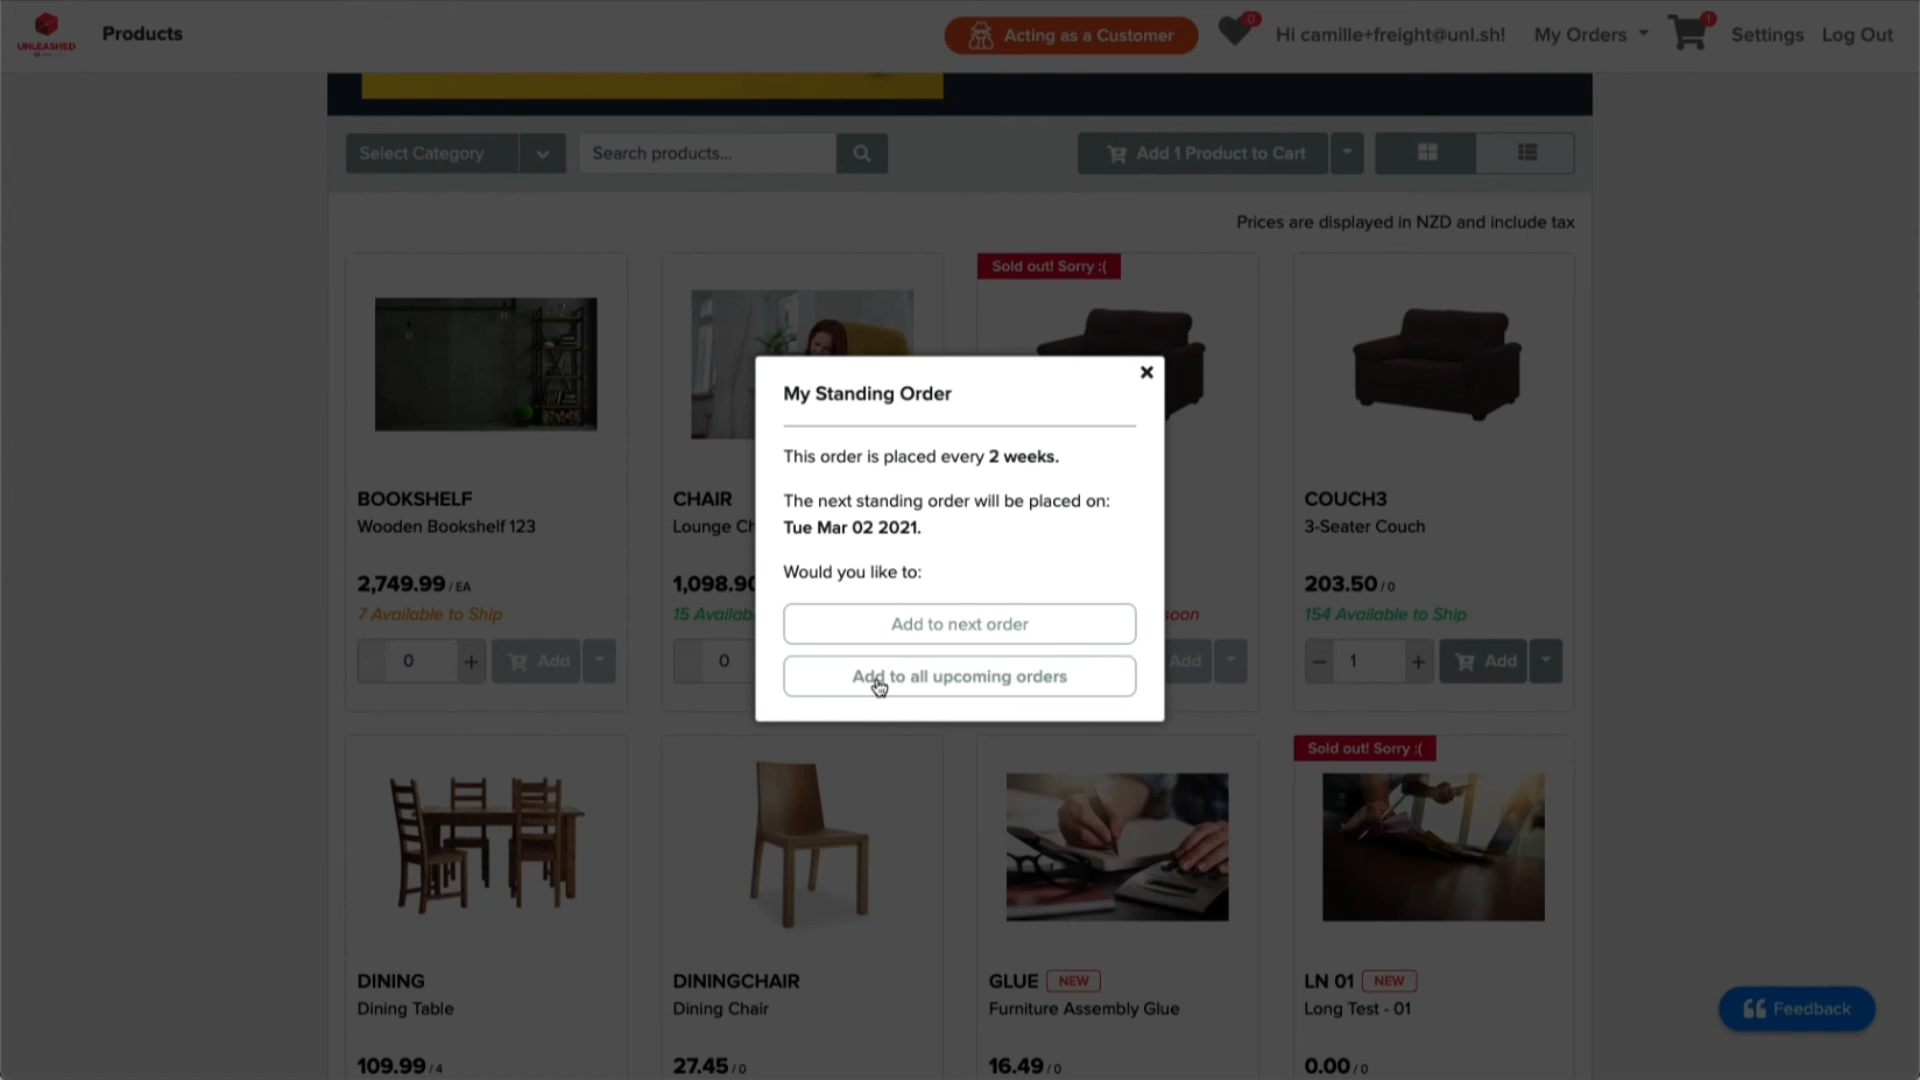 UNLEASHED
Products
Acting as a Customer
0
Hi camille+freight@unl.sh!
My Orders
1
Settings
Log Out
Select Category
Search products...
Add 1 Product to Cart
Prices are displayed in NZD and include tax
Sold out! Sorry :(
My Standing Order
This order is placed every 2 weeks.
The next standing order will be placed on:
Tue Mar 02 2021.
Would you like to:
Add to next order
Add to all upcoming orders
BOOKSHELF
Wooden Bookshelf 123
2,749.99 / EA
7 Available to Ship
0
Add
CHAIR
Lounge Ch
1,098.90
15 Availab
0
soon
Add
COUCH3
3-Seater Couch
203.50 / 0
154 Available to Ship
1
Add
Sold out! Sorry :(
DINING
Dining Table
109.99 / 4
DININGCHAIR
Dining Chair
27.45 / 0
GLUE NEW
Furniture Assembly Glue
16.49 / 0
LN 01 NEW
Long Test - 01
0.00 / 0
Feedback